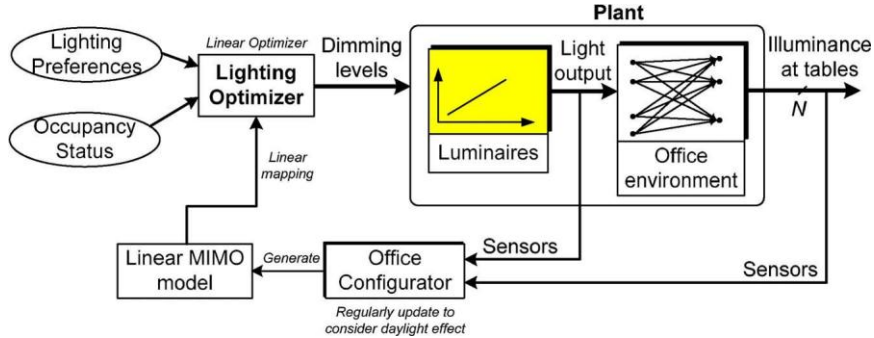 Plant
Lighting
Preferences
Linear Optimizer
Lighting
Optimizer
Dimming
levels
Light
output
Illuminance
at tables
N
Occupancy
Status
Luminaires
Office
environment
Linear
mapping
Linear MIMO
model
Generate
Office
Configurator
Sensors
Sensors
Regularly update to
consider daylight effect